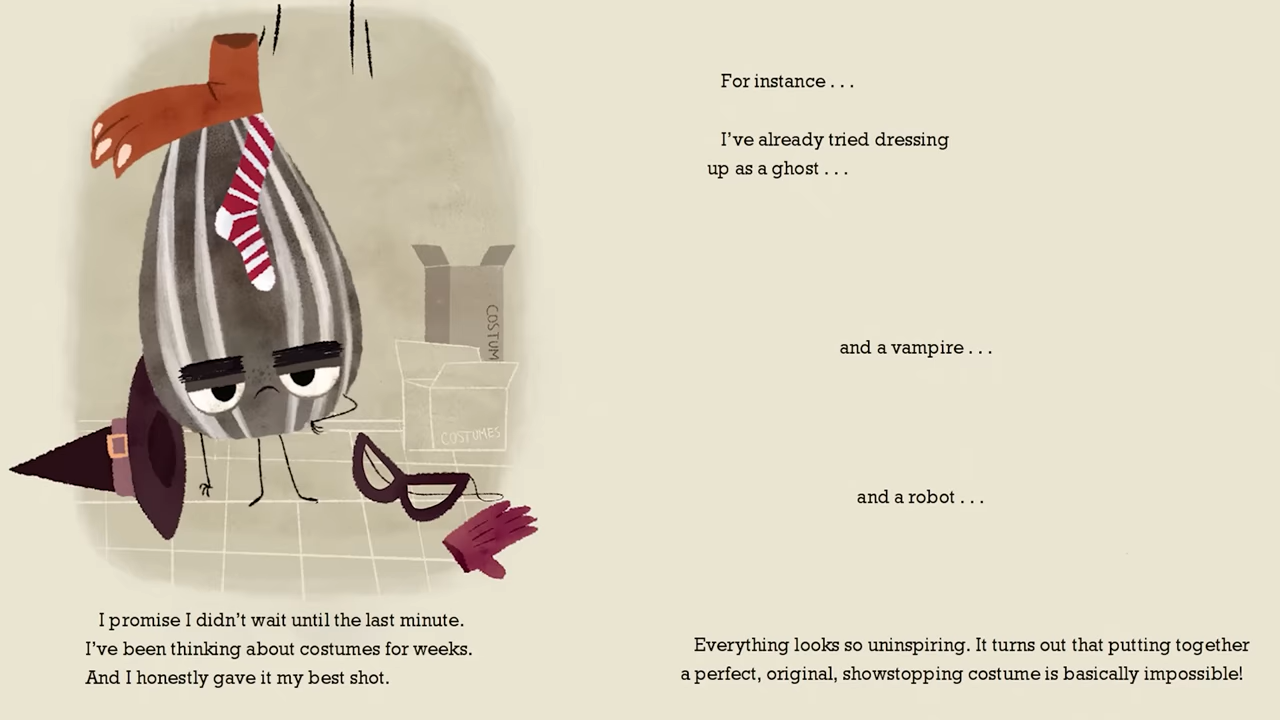 COSTUM
COSTUMES
I promise I didn't wait until the last minute.
I've been thinking about costumes for weeks.
And I honestly gave it my best shot.
For instance . . .
I've already tried dressing
up as a ghost . . .
and a vampire . . .
and a robot . . .
Everything looks so uninspiring. It turns out that putting together
a perfect, original, showstopping costume is basically impossible!